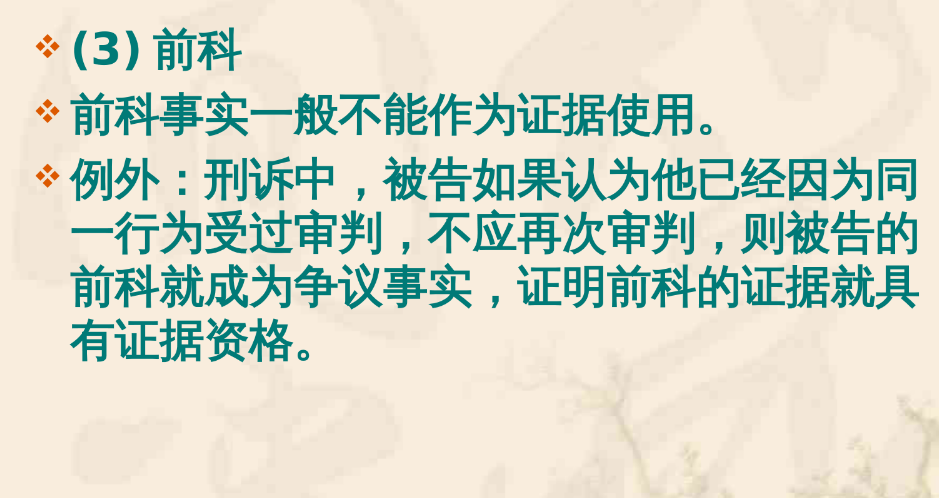 (3) 前科
前科事实一般不能作为证据使用。
例外：刑诉中，被告如果认为他已经因为同
一行为受过审判，不应再次审判，则被告的
前科就成为争议事实，证明前科的证据就具
有证据资格。